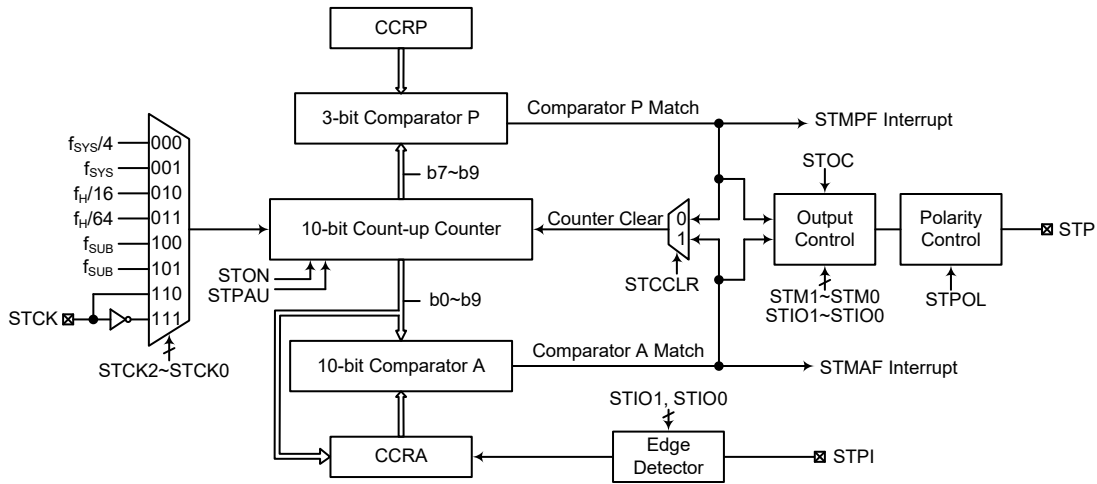 CCRP
3-bit Comparator P
Comparator P Match
STMPF Interrupt
b7~b9
fSYS/4
000
fSYS
001
fH/16
010
fH/64
011
fSUB
100
fSUB
101
110
111
STCK
STCK2~STCK0
10-bit Count-up Counter
STON
STPAU
Counter Clear
0
1
STCCLR
STOC
Output
Control
STM1~STM0
STIO1~STIO0
Polarity
Control
STPOL
STP
b0~b9
10-bit Comparator A
Comparator A Match
STMAF Interrupt
STIO1, STIO0
CCRA
Edge
Detector
STPI